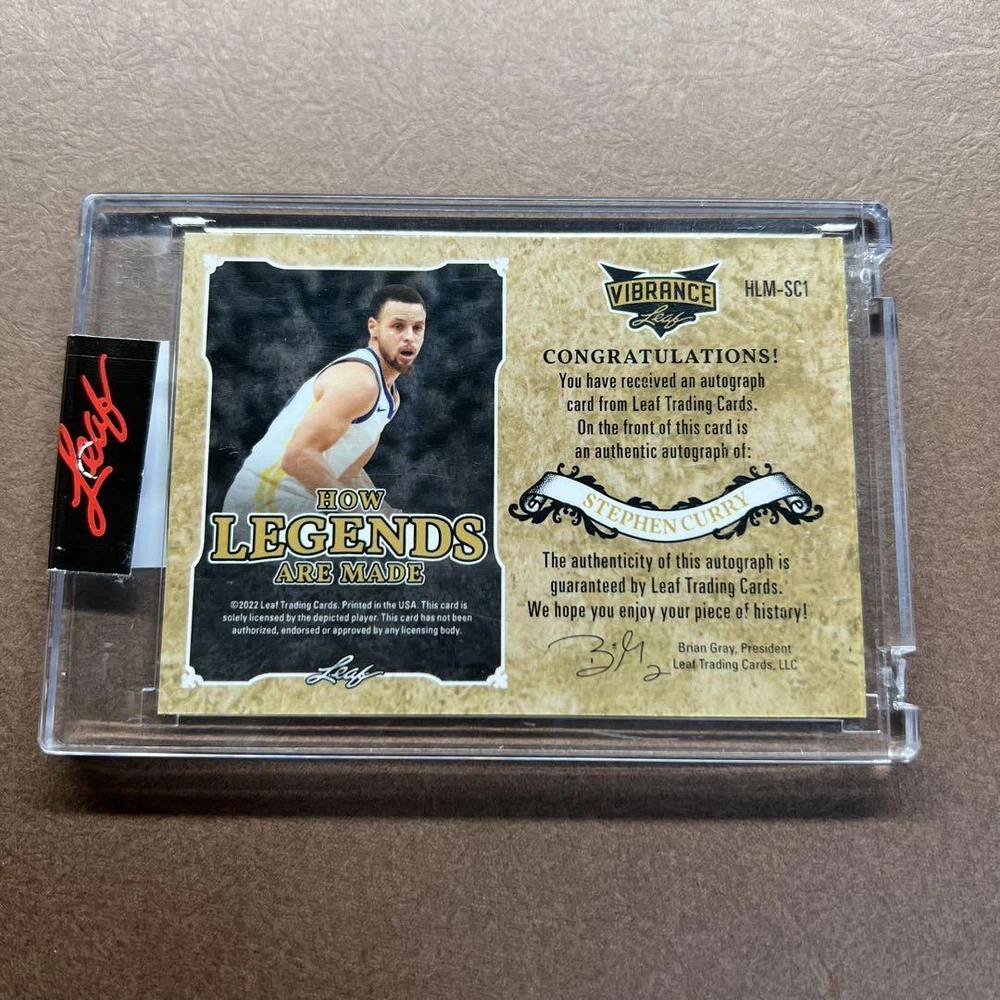 Leaf
HOW
LEGENDS
ARE MADE
©2022 Leaf Trading Cards. Printed in the USA. This card is
solely licensed by the depicted player. This card has not been
authorized, endorsed or approved by any licensing body.
Leaf
VIBRANCE
Leaf
HLM-SC1
CONGRATULATIONS!
You have received an autograph
card from Leaf Trading Cards.
On the front of this card is
an authentic autograph of:
STEPHEN CURRY
The authenticity of this autograph is
guaranteed by Leaf Trading Cards.
We hope you enjoy your piece of history!
Brian Gray, President
Leaf Trading Cards, LLC